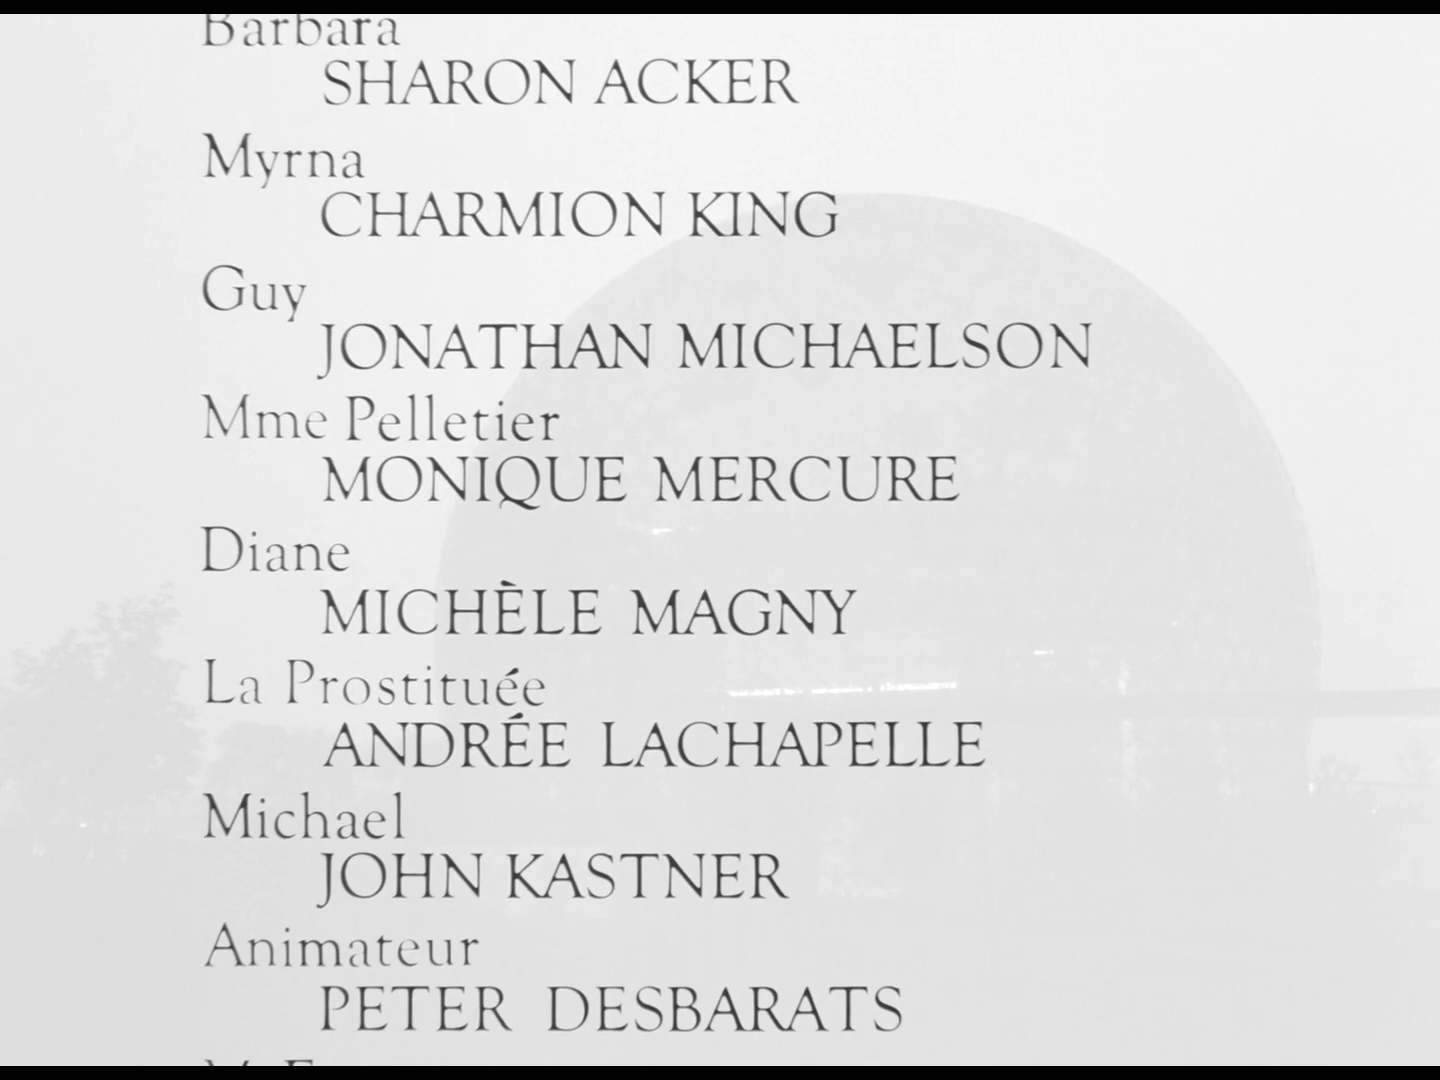 Barbara
SHARON ACKER
Myrna
CHARMION KING
Guy
JONATHAN MICHAELSON
Mme Pelletier
MONIQUE MERCURE
Diane
MICHÈLE MAGNY
La Prostituée
ANDRÉE LACHAPELLE
Michael
JOHN KASTNER
Animateur
PETER DESBARATS